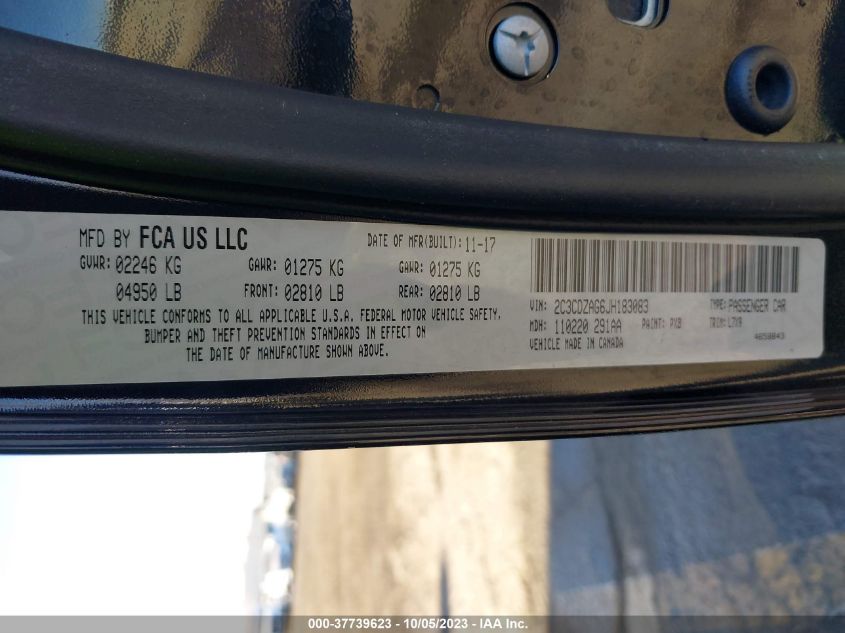 MFD BY FCA US LLC DATE OF MFR(BUILT): 11-17
GVWR: 02246 KG GAWR: 01275 KG GAWR: 01275 KG
04950 LB FRONT: 02810 LB REAR: 02810 LB
THIS VEHICLE CONFORMS TO ALL APPLICABLE U.S.A. FEDERAL MOTOR VEHICLE SAFETY,
BUMPER AND THEFT PREVENTION STANDARDS IN EFFECT ON
THE DATE OF MANUFACTURE SHOWN ABOVE.
VIN: 2C3CDZAG6JH183083 TYPE: PASSENGER CAR
MDH: 110220 291AA PAINT: PX8 TRIM: L7X9
VEHICLE MADE IN CANADA
000-37739623 - 10/05/2023 - IAA Inc.